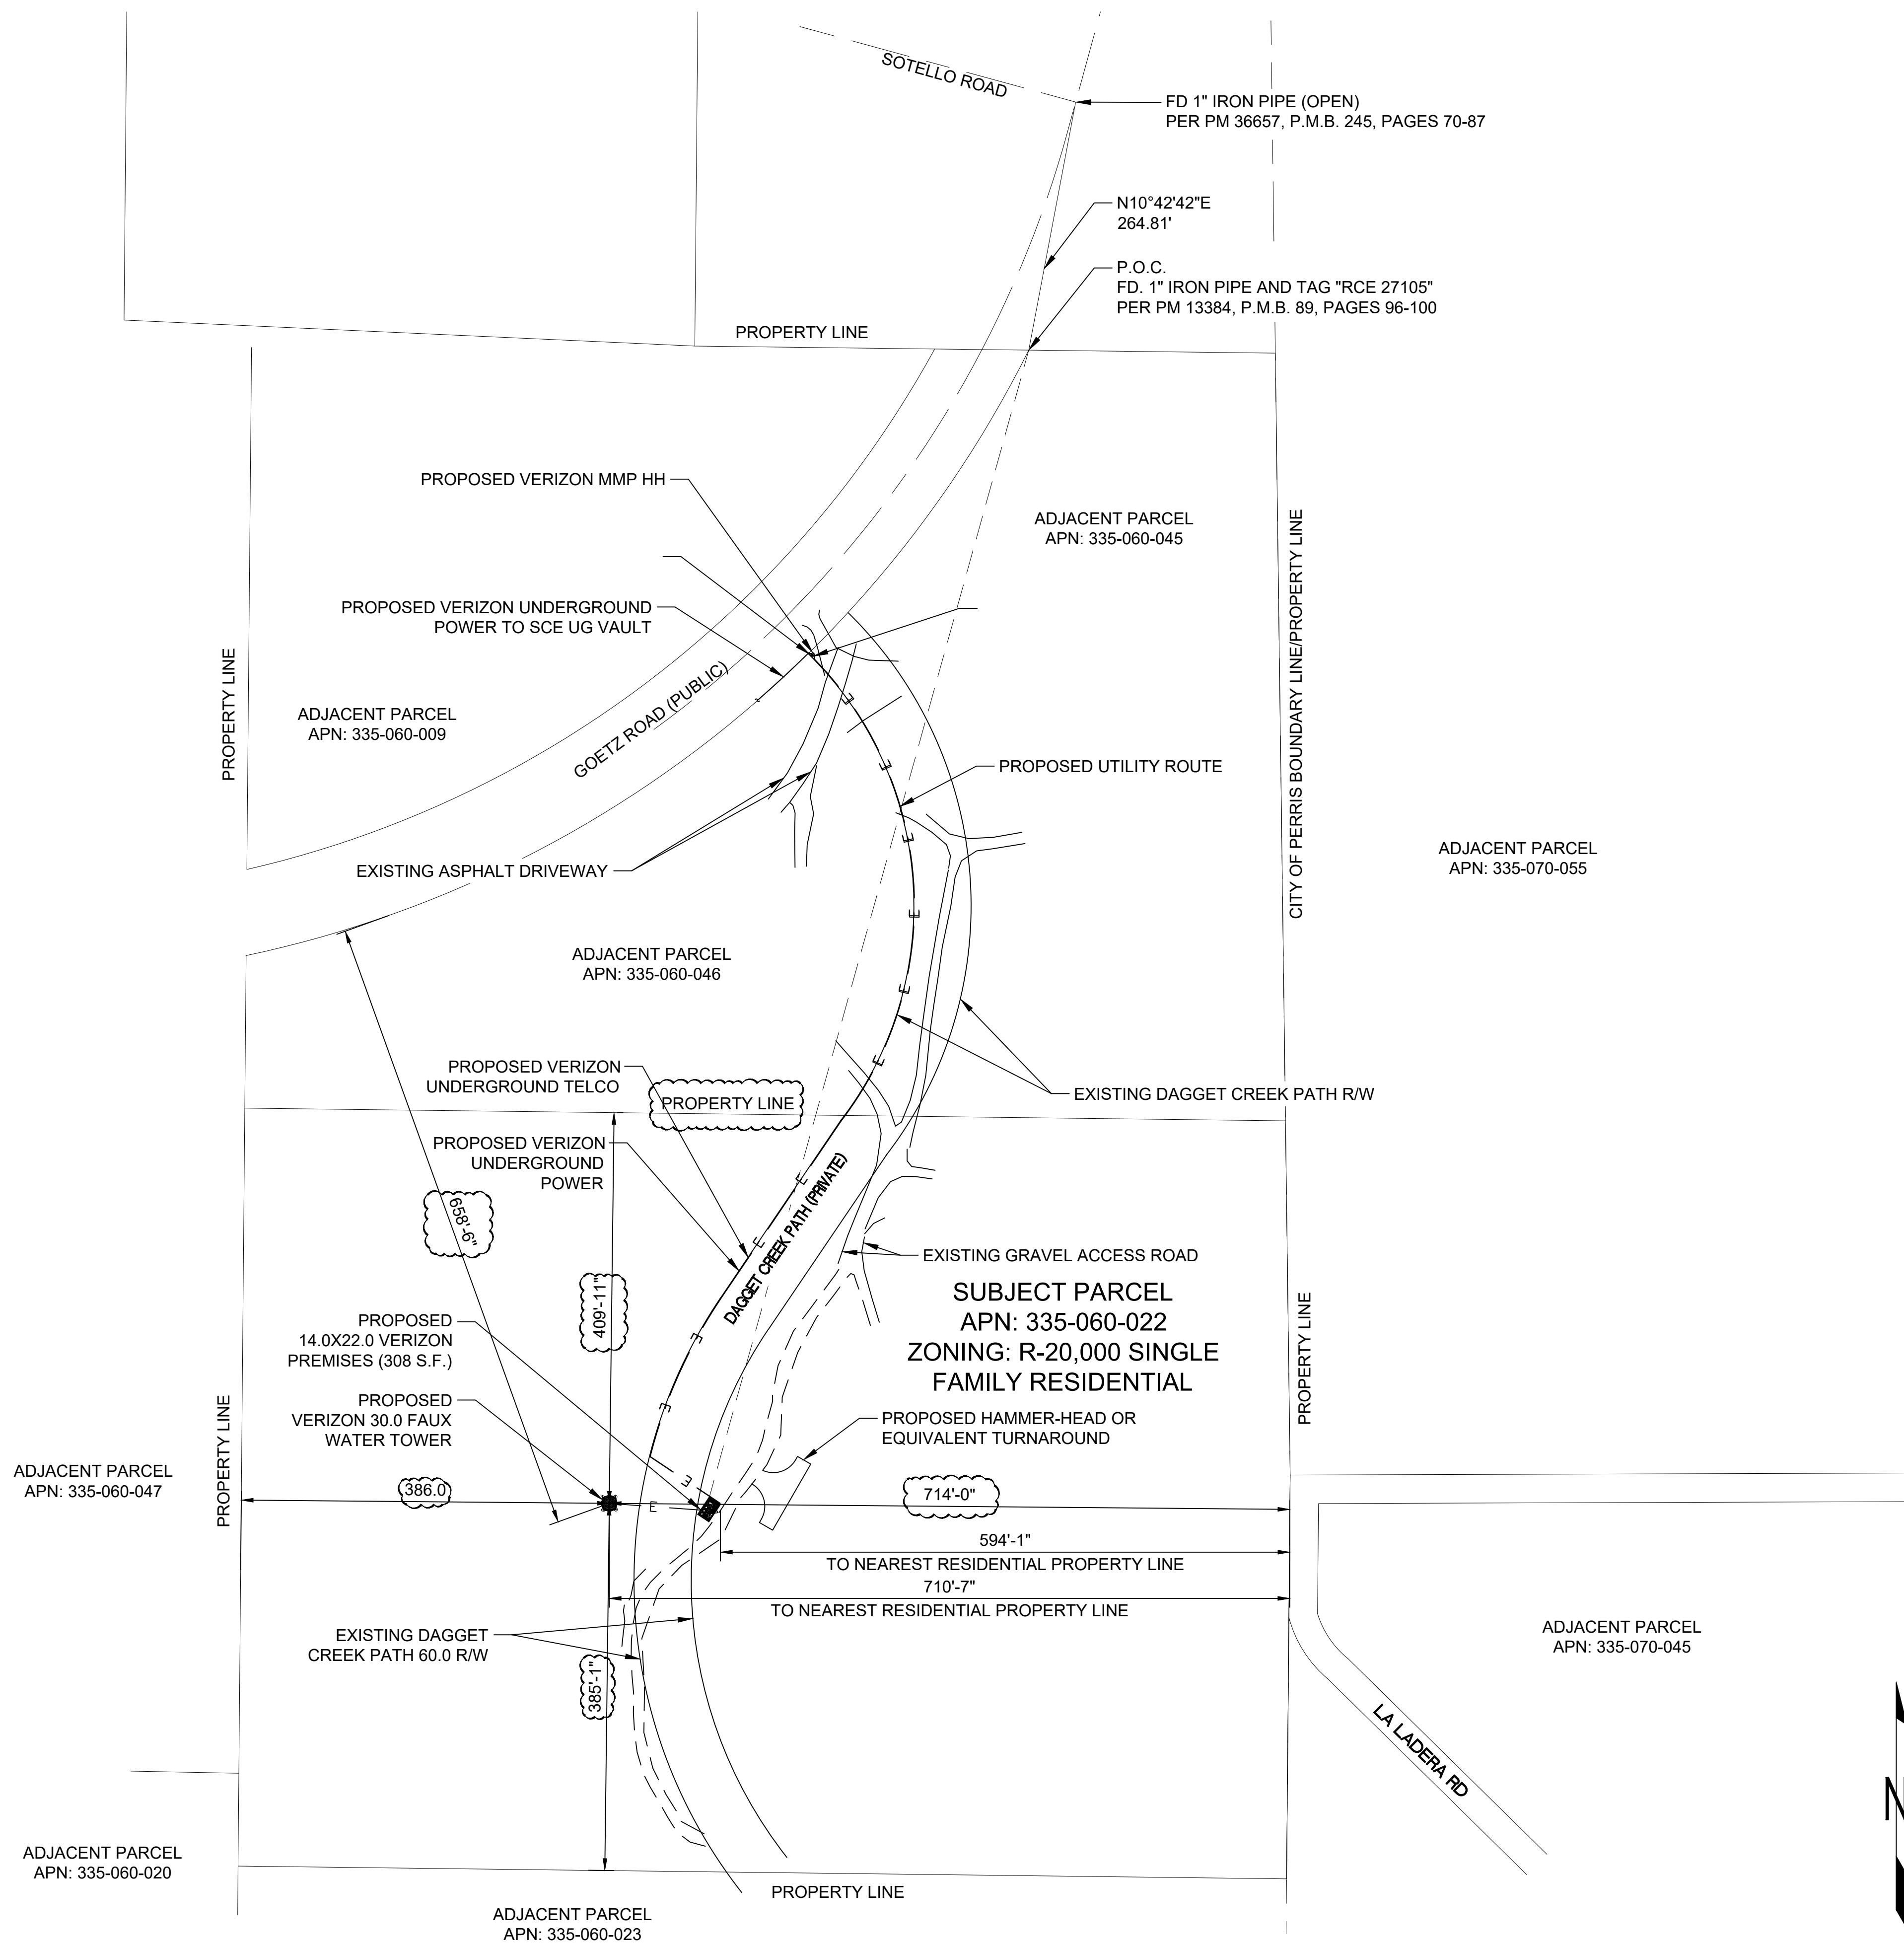 SOTELLO ROAD
FD 1" IRON PIPE (OPEN)
PER PM 36657, P.M.B. 245, PAGES 70-87
N10°42'42"E
264.81'
P.O.C.
FD. 1" IRON PIPE AND TAG "RCE 27105"
PER PM 13384, P.M.B. 89, PAGES 96-100
PROPERTY LINE
PROPOSED VERIZON MMP HH
ADJACENT PARCEL
APN: 335-060-045
CITY OF PERRIS BOUNDARY LINE/PROPERTY LINE
PROPOSED VERIZON UNDERGROUND
POWER TO SCE UG VAULT
PROPERTY LINE
ADJACENT PARCEL
APN: 335-060-009
GOETZ ROAD (PUBLIC)
E
E
PROPOSED UTILITY ROUTE
E
EXISTING ASPHALT DRIVEWAY
ADJACENT PARCEL
APN: 335-070-055
E
ADJACENT PARCEL
APN: 335-060-046
E
E
PROPOSED VERIZON
UNDERGROUND TELCO
PROPERTY LINE
EXISTING DAGGET CREEK PATH R/W
PROPOSED VERIZON
UNDERGROUND
POWER
E
DAGGET CREEK PATH (PRIVATE)
658'-6"
E
EXISTING GRAVEL ACCESS ROAD
409'-11"
SUBJECT PARCEL
APN: 335-060-022
ZONING: R-20,000 SINGLE
FAMILY RESIDENTIAL
PROPERTY LINE
PROPOSED
14.0X22.0 VERIZON
PREMISES (308 S.F.)
E
E
PROPOSED
VERIZON 30.0 FAUX
WATER TOWER
PROPOSED HAMMER-HEAD OR
EQUIVALENT TURNAROUND
PROPERTY LINE
ADJACENT PARCEL
APN: 335-060-047
386.0
E
E
714'-0"
594'-1"
TO NEAREST RESIDENTIAL PROPERTY LINE
710'-7"
TO NEAREST RESIDENTIAL PROPERTY LINE
EXISTING DAGGET
CREEK PATH 60.0 R/W
385'-1"
ADJACENT PARCEL
APN: 335-070-045
LA LADERA RD
ADJACENT PARCEL
APN: 335-060-020
PROPERTY LINE
ADJACENT PARCEL
APN: 335-060-023